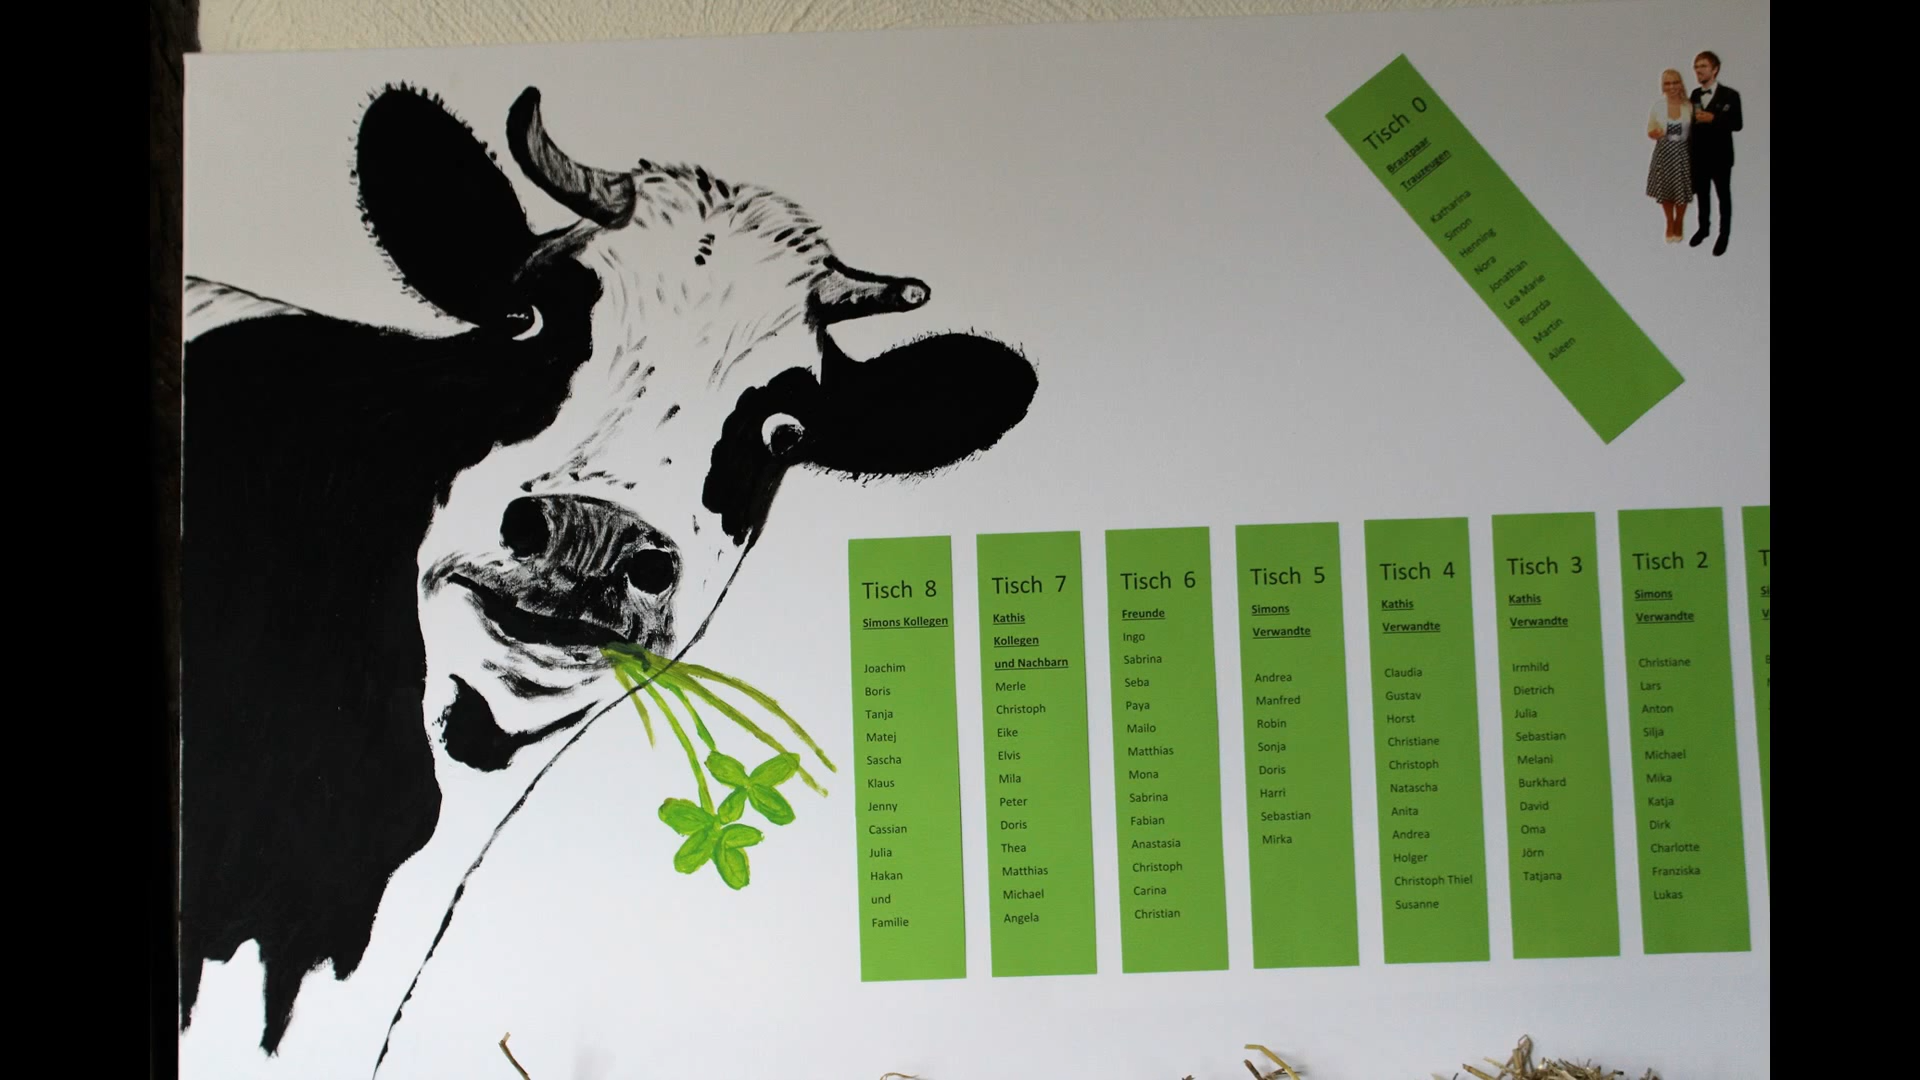 Tisch 0
Brautpaar
Trauzeugen
Katharina
Simon
Henning
Nora
Jonathan
Lea Marie
Ricarda
Martin
Aileen
Tisch 8
Simons Kollegen
Joachim
Boris
Tanja
Matej
Sascha
Klaus
Jenny
Cassian
Julia
Hakan
und
Familie
Tisch 7
Kathis
Kollegen
und Nachbarn
Merle
Christoph
Eike
Elvis
Mila
Peter
Doris
Thea
Matthias
Michael
Angela
Tisch 6
Freunde
Ingo
Sabrina
Seba
Paya
Mailo
Matthias
Mona
Sabrina
Fabian
Anastasia
Christoph
Carina
Christian
Tisch 5
Simons
Verwandte
Andrea
Manfred
Robin
Sonja
Doris
Harri
Sebastian
Mirka
Tisch 4
Kathis
Verwandte
Claudia
Gustav
Horst
Christiane
Christoph
Natascha
Anita
Andrea
Holger
Christoph Thiel
Susanne
Tisch 3
Kathis
Verwandte
Irmhild
Dietrich
Julia
Sebastian
Melani
Burkhard
David
Oma
Jörn
Tatjana
Tisch 2
Simons
Verwandte
Christiane
Lars
Anton
Silja
Michael
Mika
Katja
Dirk
Charlotte
Franziska
Lukas